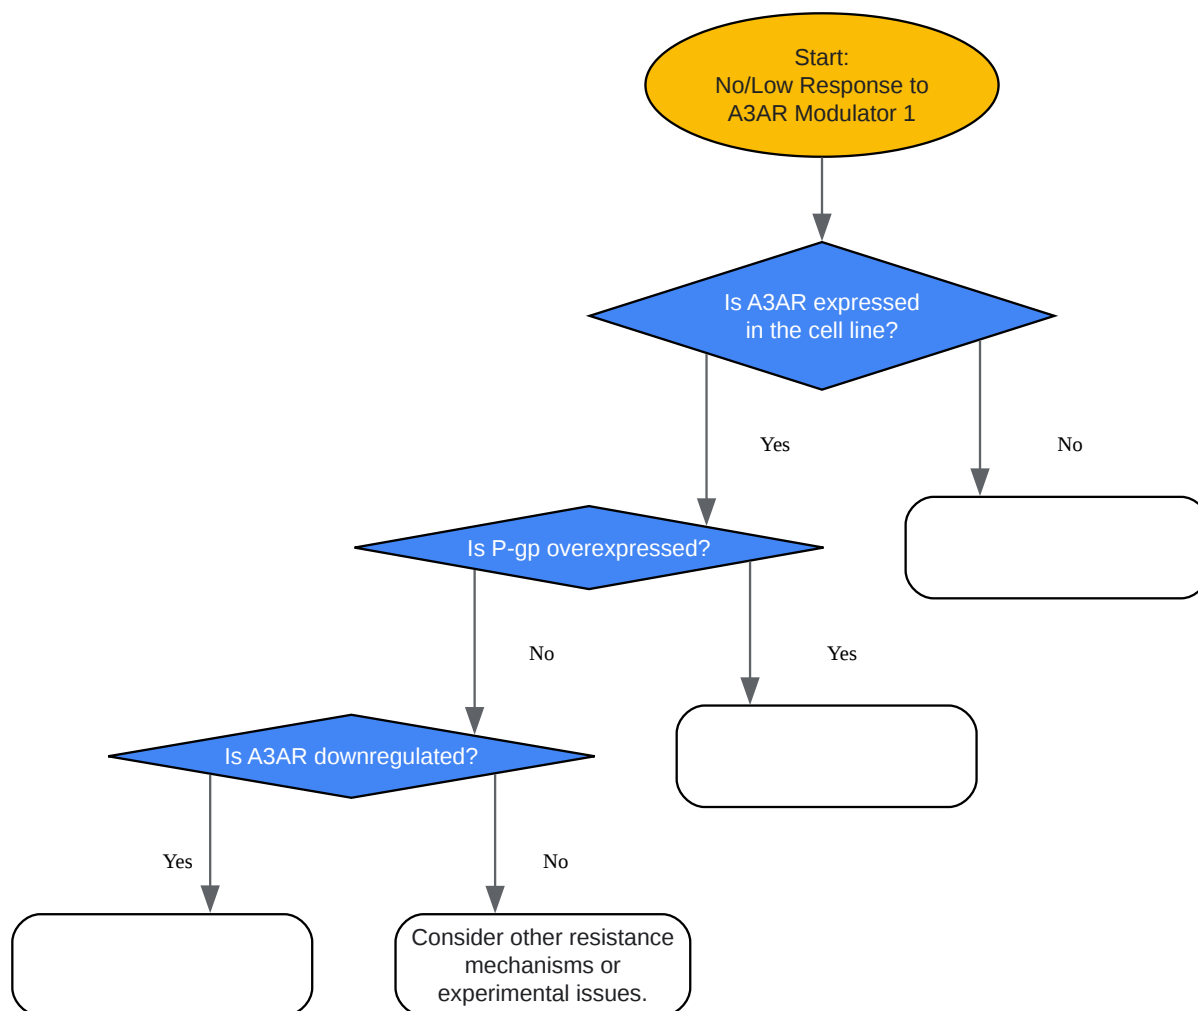 Start:
No/Low Response to
A3AR Modulator 1
Is A3AR expressed
in the cell line?
Yes
No
Is P-gp overexpressed?
No
Yes
Is A3AR downregulated?
Yes
No
Consider other resistance
mechanisms or
experimental issues.